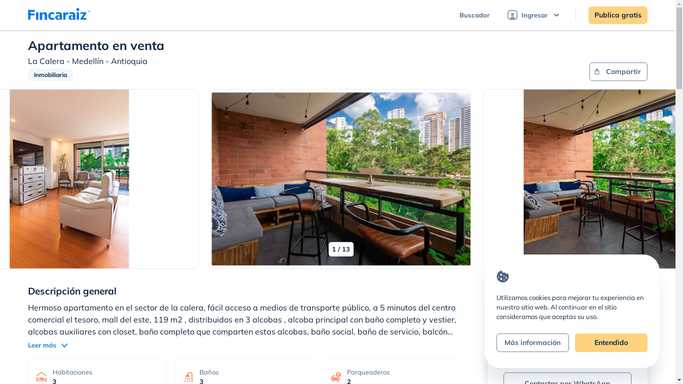 Fincaraiz
Buscador
Ingresar
Publica gratis
Apartamento en venta
La Calera - Medellín - Antioquia
Inmobiliaria
Compartir
1 / 13
Descripción general
Hermoso apartamento en el sector de la calera, fácil acceso a medios de transporte público, a 5 minutos del centro
comercial el tesoro, mall del este, 119 m2 , distribuidos en 3 alcobas , alcoba principal con baño completo y vestier,
alcobas auxiliares con closet, baño completo que comparten estas alcobas, baño social, baño de servicio, balcón...
Leer más
Habitaciones
3
Baños
3
Parqueaderos
2
Utilizamos cookies para mejorar tu experiencia en
nuestro sitio web. Al continuar en el sitio
consideramos que aceptas su uso.
Más información
Entendido
Contactar por WhatsApp